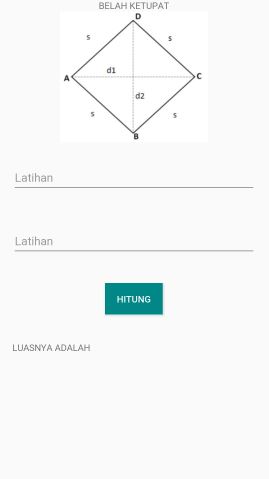 BELAH KETUPAT
D
s s
d1
A C
d2
s s
B
Latihan
Latihan
HITUNG
LUASNYA ADALAH